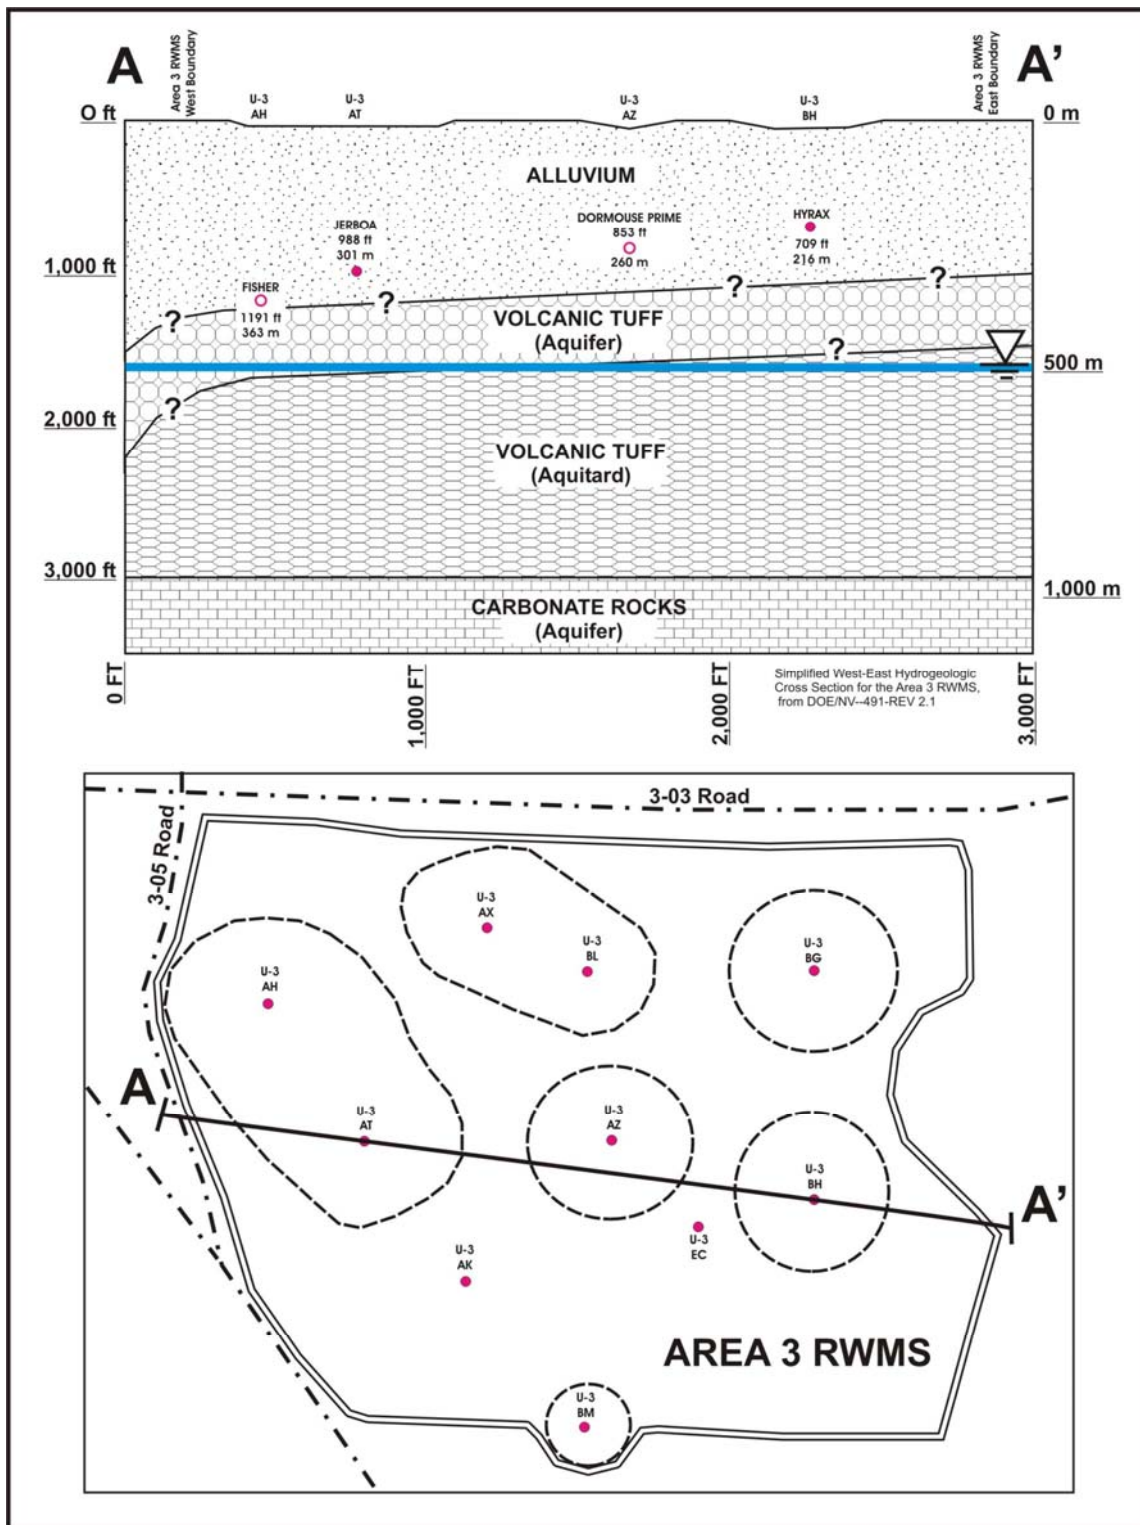 A
Area 3 RWMS
West Boundary
U-3
AH
U-3
AT
U-3
AZ
U-3
BH
Area 3 RWMS
East Boundary
A’
O ft
0 m
ALLUVIUM
JERBOA
988 ft
301 m
DORMOUSE PRIME
853 ft
260 m
HYRAX
709 ft
216 m
1,000 ft
FISHER
1191 ft
363 m
?
?
?
?
VOLCANIC TUFF
(Aquifer)
?
500 m
?
2,000 ft
VOLCANIC TUFF
(Aquitard)
3,000 ft
1,000 m
CARBONATE ROCKS
(Aquifer)
0 FT
1,000 FT
2,000 FT
3,000 FT
Simplified West-East Hydrogeologic
Cross Section for the Area 3 RWMS,
from DOE/NV--491-REV 2.1
3-03 Road
3-05 Road
U-3
AX
U-3
BL
U-3
BG
U-3
AH
A
U-3
AT
U-3
AZ
U-3
BH
A’
U-3
EC
U-3
AK
AREA 3 RWMS
U-3
BM